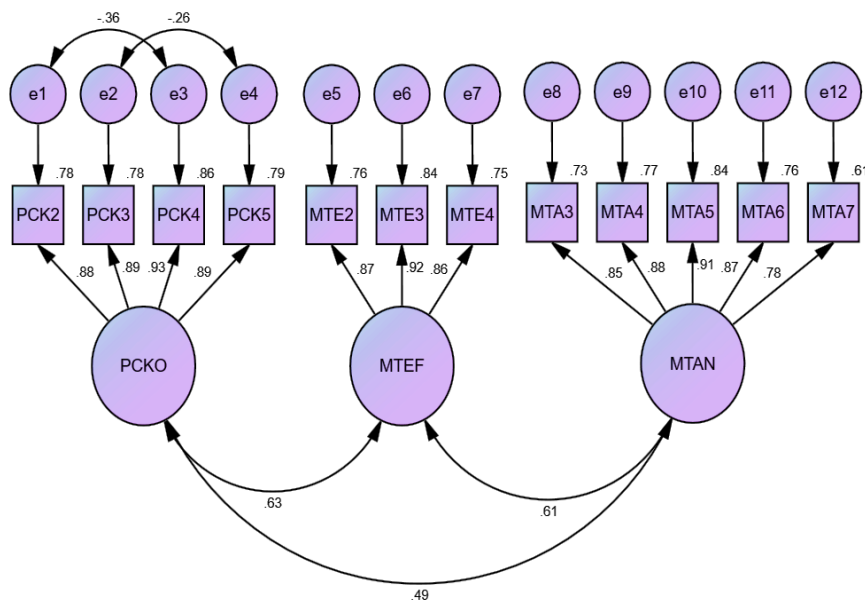 -.36 -.26
e1 e2 e3 e4 e5 e6 e7 e8 e9 e10 e11 e12
.78 .78 .86 .79 .76 .84 .75 .73 .77 .84 .76 .61
PCK2 PCK3 PCK4 PCK5 MTE2 MTE3 MTE4 MTA3 MTA4 MTA5 MTA6 MTA7
.88 .89 .93 .89 .87 .92 .86 .85 .88 .91 .87 .78
PCKO MTEF MTAN
.63 .61
.49